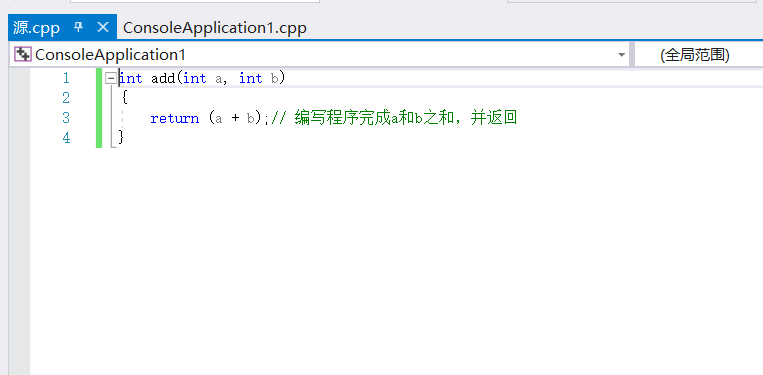 源.cpp ConsoleApplication1.cpp
ConsoleApplication1 (全局范围)
1 int add(int a, int b)
2 {
3 return (a + b);// 编写程序完成a和b之和，并返回
4 }